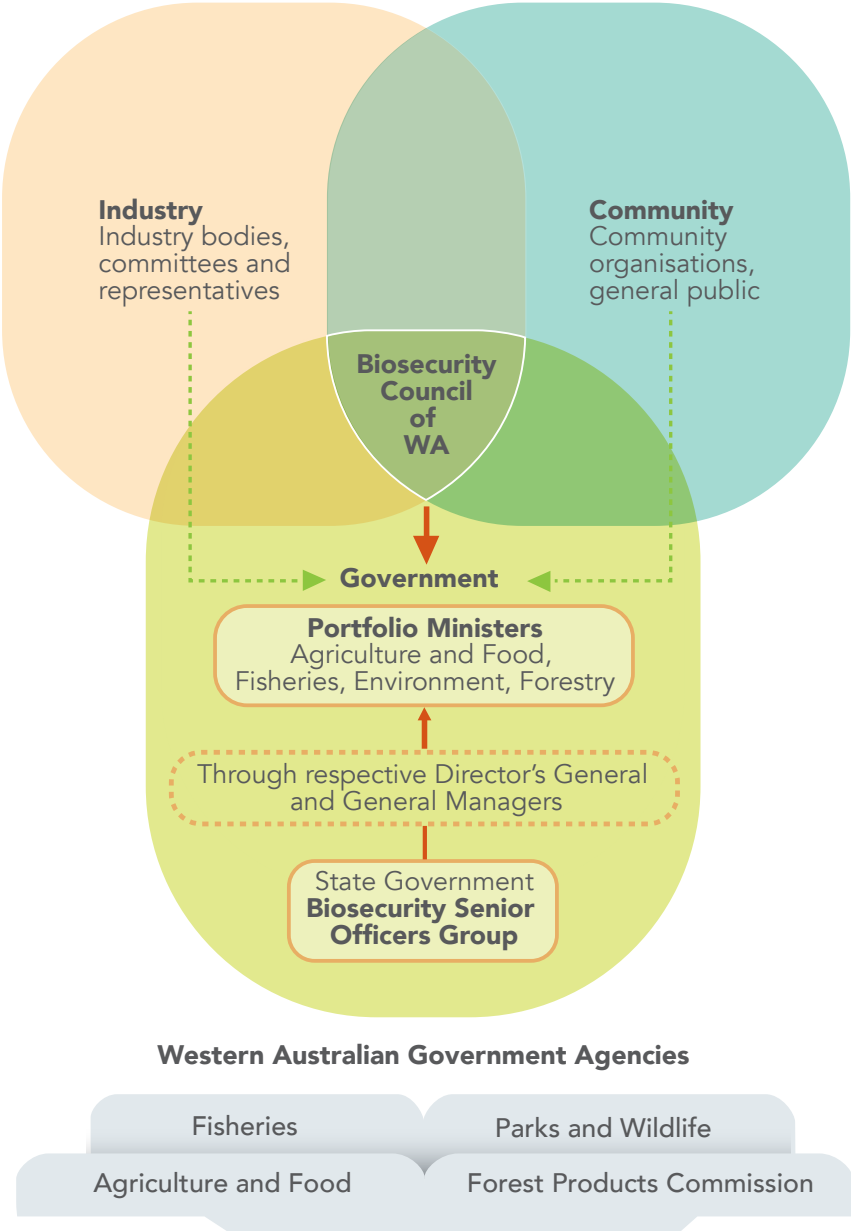 Industry
Industry bodies,
committees and
representatives
Community
Community
organisations,
general public
Biosecurity
Council
of
WA
Government
Portfolio Ministers
Agriculture and Food,
Fisheries, Environment, Forestry
Through respective Director's General
and General Managers
State Government
Biosecurity Senior
Officers Group
Western Australian Government Agencies
Fisheries
Parks and Wildlife
Agriculture and Food
Forest Products Commission